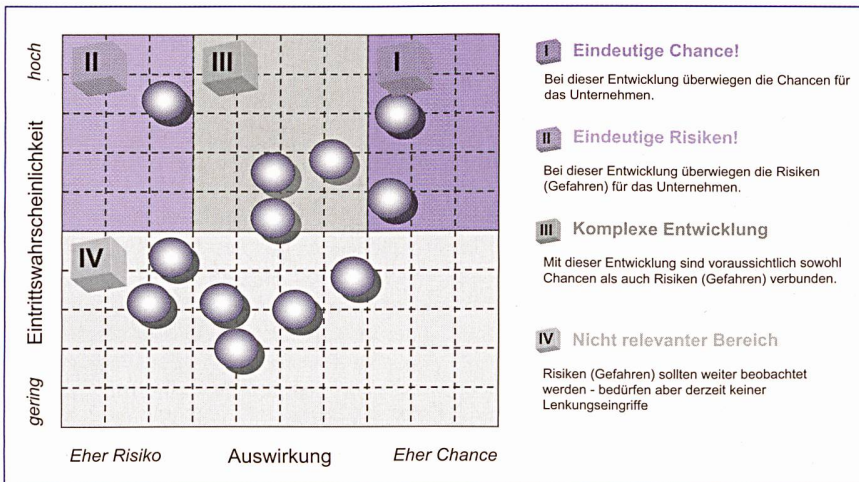 hoch
Eintrittswahrscheinlichkeit
gering
II
III
I
IV
Eher Risiko
Auswirkung
Eher Chance
I Eindeutige Chance!
Bei dieser Entwicklung überwiegen die Chancen für
das Unternehmen.
II Eindeutige Risiken!
Bei dieser Entwicklung überwiegen die Risiken
(Gefahren) für das Unternehmen.
III Komplexe Entwicklung
Mit dieser Entwicklung sind voraussichtlich sowohl
Chancen als auch Risiken (Gefahren) verbunden.
IV Nicht relevanter Bereich
Risiken (Gefahren) sollten weiter beobachtet
werden - bedürfen aber derzeit keiner
Lenkungseingriffe